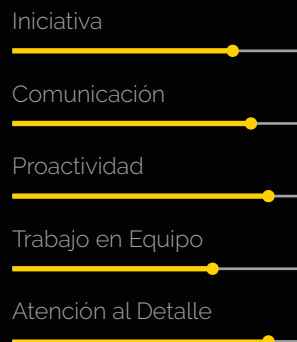 Iniciativa
Comunicación
Proactividad
Trabajo en Equipo
Atención al Detalle